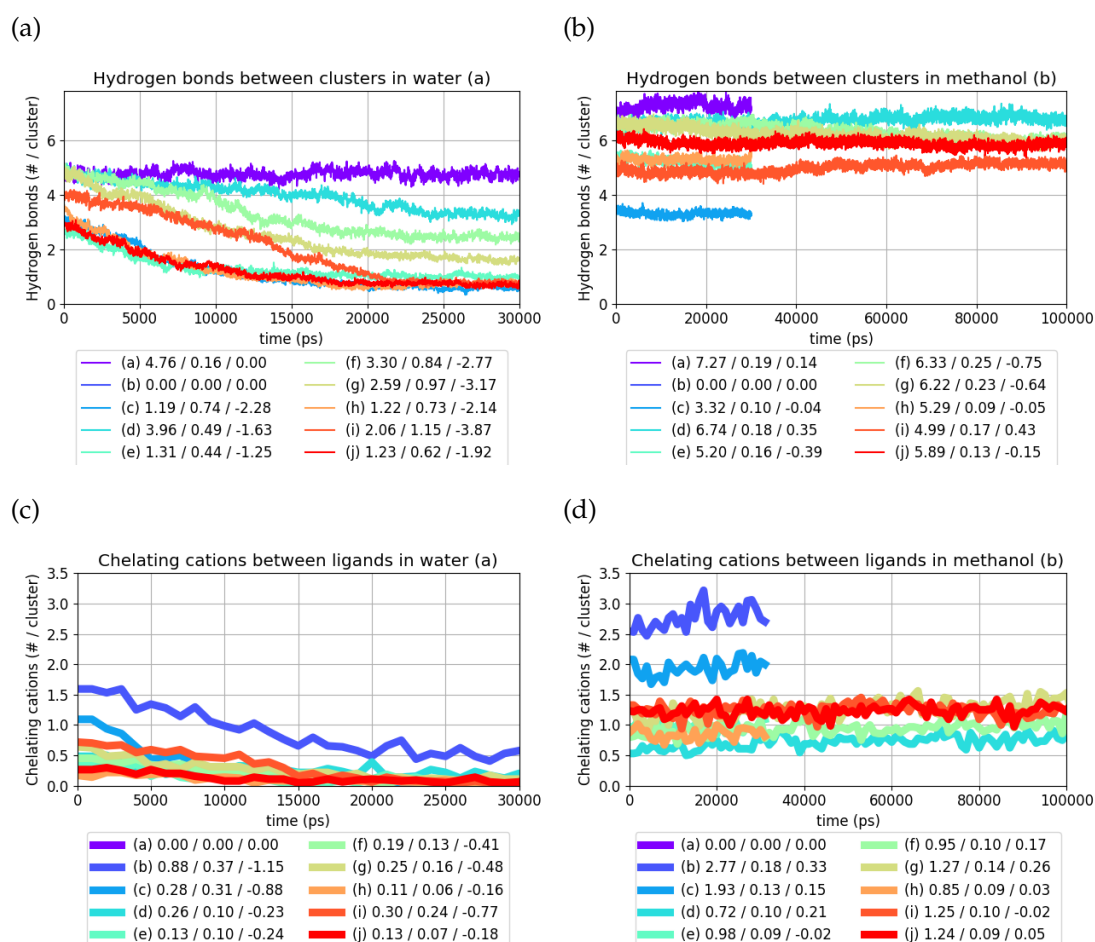 (a)
(b)
Hydrogen bonds between clusters in water (a)
Hydrogen bonds (# / cluster)
6
4
2
0
0 5000 10000 15000 20000 25000 30000
time (ps)
(a) 4.76 / 0.16 / 0.00
(b) 0.00 / 0.00 / 0.00
(c) 1.19 / 0.74 / -2.28
(d) 3.96 / 0.49 / -1.63
(e) 1.31 / 0.44 / -1.25
(f) 3.30 / 0.84 / -2.77
(g) 2.59 / 0.97 / -3.17
(h) 1.22 / 0.73 / -2.14
(i) 2.06 / 1.15 / -3.87
(j) 1.23 / 0.62 / -1.92
Hydrogen bonds between clusters in methanol (b)
Hydrogen bonds (# / cluster)
6
4
2
0
0 20000 40000 60000 80000 100000
time (ps)
(a) 7.27 / 0.19 / 0.14
(b) 0.00 / 0.00 / 0.00
(c) 3.32 / 0.10 / -0.04
(d) 6.74 / 0.18 / 0.35
(e) 5.20 / 0.16 / -0.39
(f) 6.33 / 0.25 / -0.75
(g) 6.22 / 0.23 / -0.64
(h) 5.29 / 0.09 / -0.05
(i) 4.99 / 0.17 / 0.43
(j) 5.89 / 0.13 / -0.15
(c)
(d)
Chelating cations between ligands in water (a)
Chelating cations (# / cluster)
3.5
3.0
2.5
2.0
1.5
1.0
0.5
0.0
0 5000 10000 15000 20000 25000 30000
time (ps)
(a) 0.00 / 0.00 / 0.00
(b) 0.88 / 0.37 / -1.15
(c) 0.28 / 0.31 / -0.88
(d) 0.26 / 0.10 / -0.23
(e) 0.13 / 0.10 / -0.24
(f) 0.19 / 0.13 / -0.41
(g) 0.25 / 0.16 / -0.48
(h) 0.11 / 0.06 / -0.16
(i) 0.30 / 0.24 / -0.77
(j) 0.13 / 0.07 / -0.18
Chelating cations between ligands in methanol (b)
Chelating cations (# / cluster)
3.5
3.0
2.5
2.0
1.5
1.0
0.5
0.0
0 20000 40000 60000 80000 100000
time (ps)
(a) 0.00 / 0.00 / 0.00
(b) 2.77 / 0.18 / 0.33
(c) 1.93 / 0.13 / 0.15
(d) 0.72 / 0.10 / 0.21
(e) 0.98 / 0.09 / -0.02
(f) 0.95 / 0.10 / 0.17
(g) 1.27 / 0.14 / 0.26
(h) 0.85 / 0.09 / 0.03
(i) 1.25 / 0.10 / -0.02
(j) 1.24 / 0.09 / 0.05